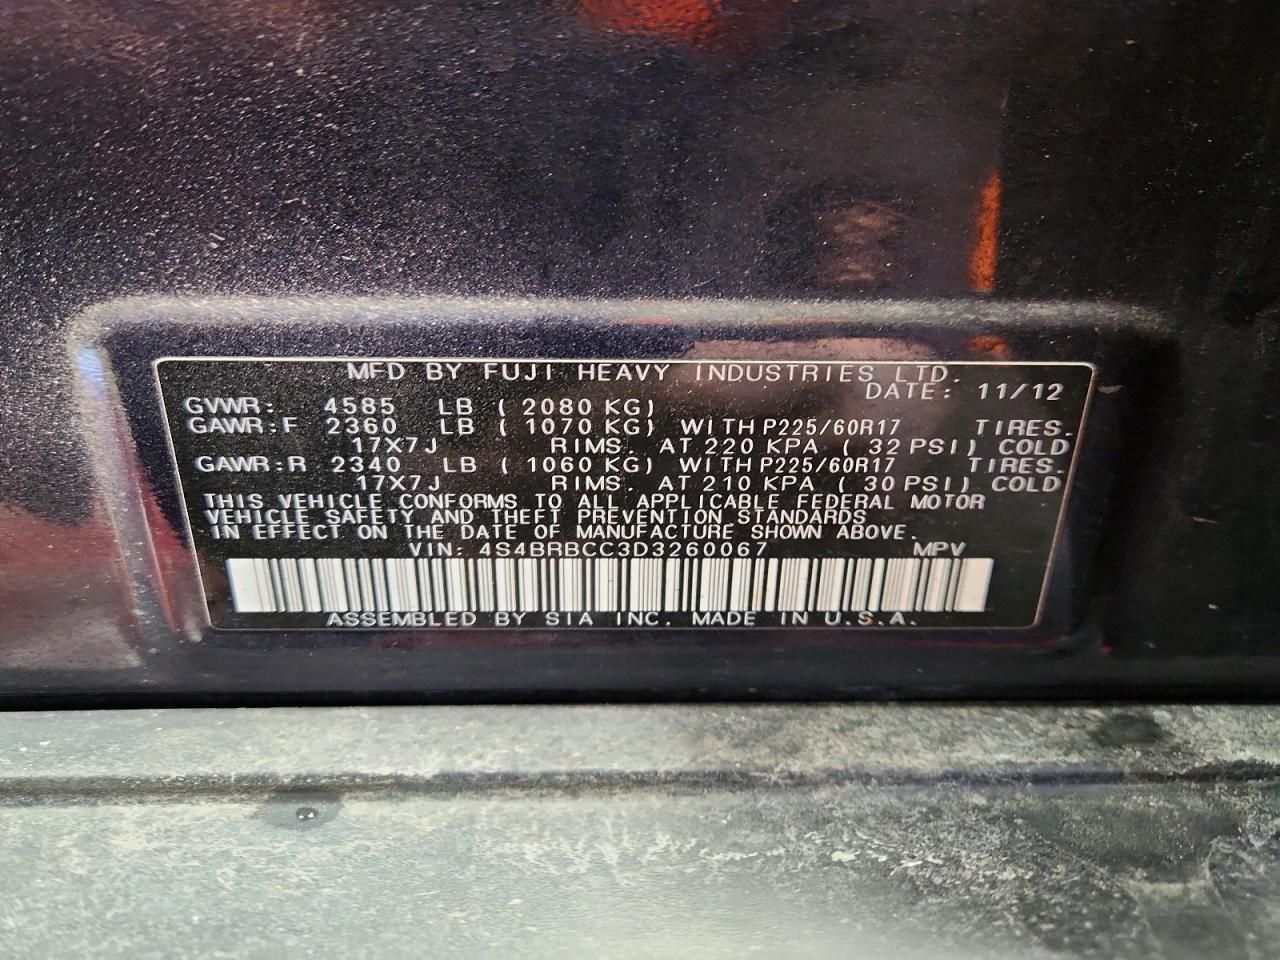 MFD BY FUJI HEAVY INDUSTRIES LTD.
DATE: 11/12
GVWR: 4585 LB ( 2080 KG)
GAWR:F 2360 LB ( 1070 KG) WITH P225/60R17 TIRES.
17X7J RIMS. AT 220 KPA ( 32 PSI) COLD
GAWR:R 2340 LB ( 1060 KG) WITH P225/60R17 TIRES.
17X7J RIMS. AT 210 KPA ( 30 PSI) COLD
THIS VEHICLE CONFORMS TO ALL APPLICABLE FEDERAL MOTOR
VEHICLE SAFETY AND THEFT PREVENTION STANDARDS
IN EFFECT ON THE DATE OF MANUFACTURE SHOWN ABOVE.
VIN: 4S4BRBCC3D3260067 MPV
ASSEMBLED BY SIA INC. MADE IN U.S.A.